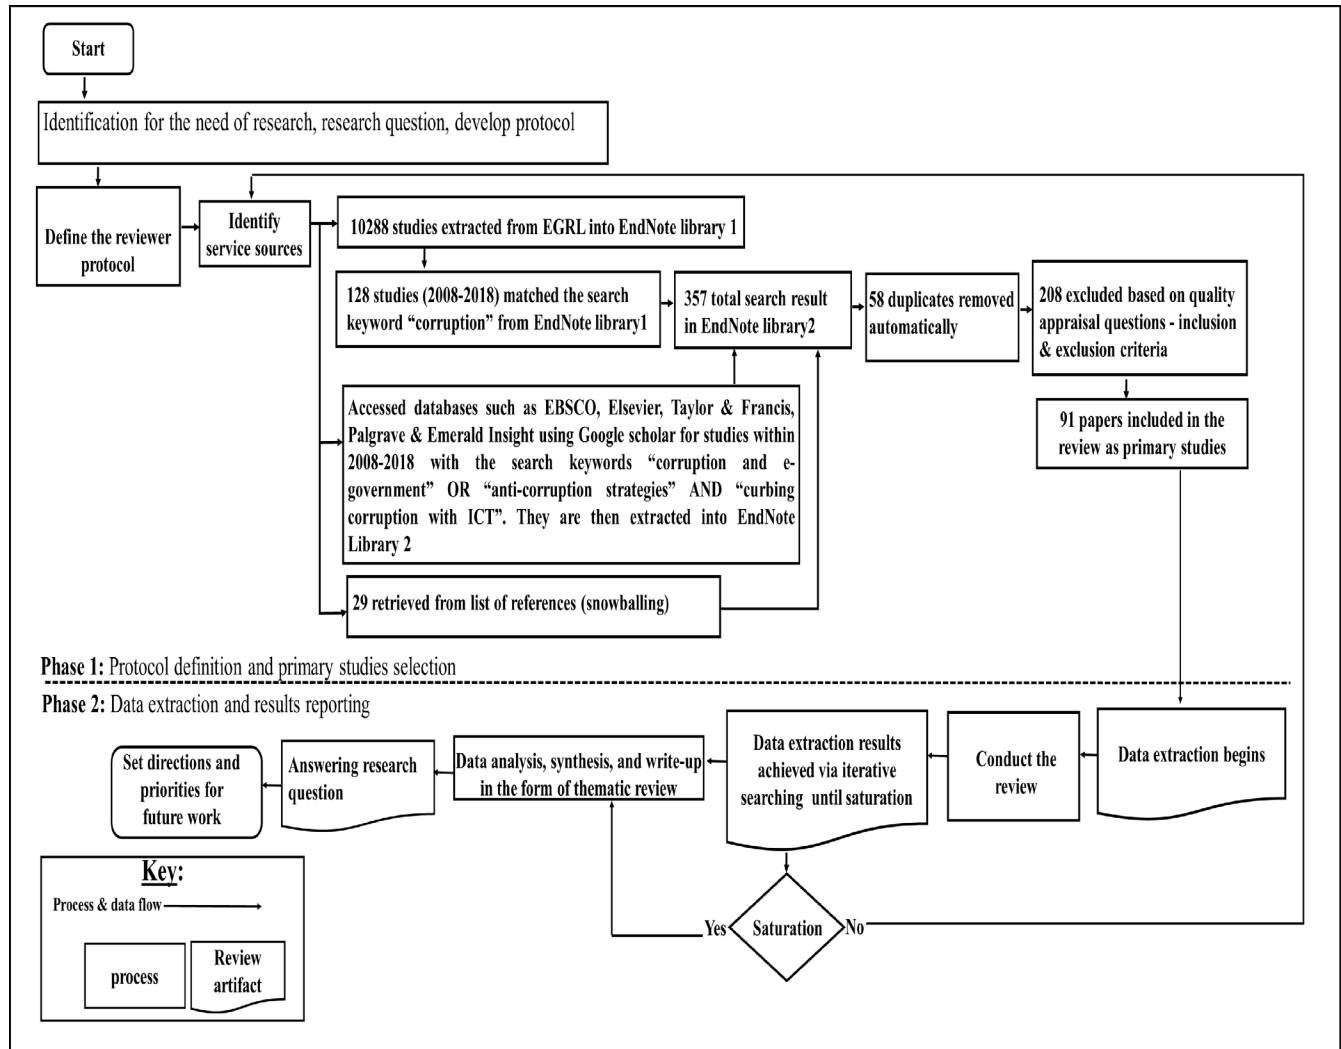 Start
Identification for the need of research, research question, develop protocol
Define the reviewer
protocol
Identify
service sources
10288 studies extracted from EGRL into EndNote library 1
128 studies (2008-2018) matched the search
keyword “corruption” from EndNote library1
357 total search result
in EndNote library2
58 duplicates removed
automatically
208 excluded based on quality
appraisal questions - inclusion
& exclusion criteria
91 papers included in the
review as primary studies
Accessed databases such as EBSCO, Elsevier, Taylor & Francis,
Palgrave & Emerald Insight using Google scholar for studies within
2008-2018 with the search keywords “corruption and e-
government” OR “anti-corruption strategies” AND “curbing
corruption with ICT”. They are then extracted into EndNote
Library 2
29 retrieved from list of references (snowballing)
Phase 1: Protocol definition and primary studies selection
Phase 2: Data extraction and results reporting
Data extraction begins
Conduct the
review
Data extraction results
achieved via iterative
searching until saturation
Data analysis, synthesis, and write-up
in the form of thematic review
Answering research
question
Set directions and
priorities for
future work
Saturation
Yes
No
Key:
Process & data flow
process
Review
artifact